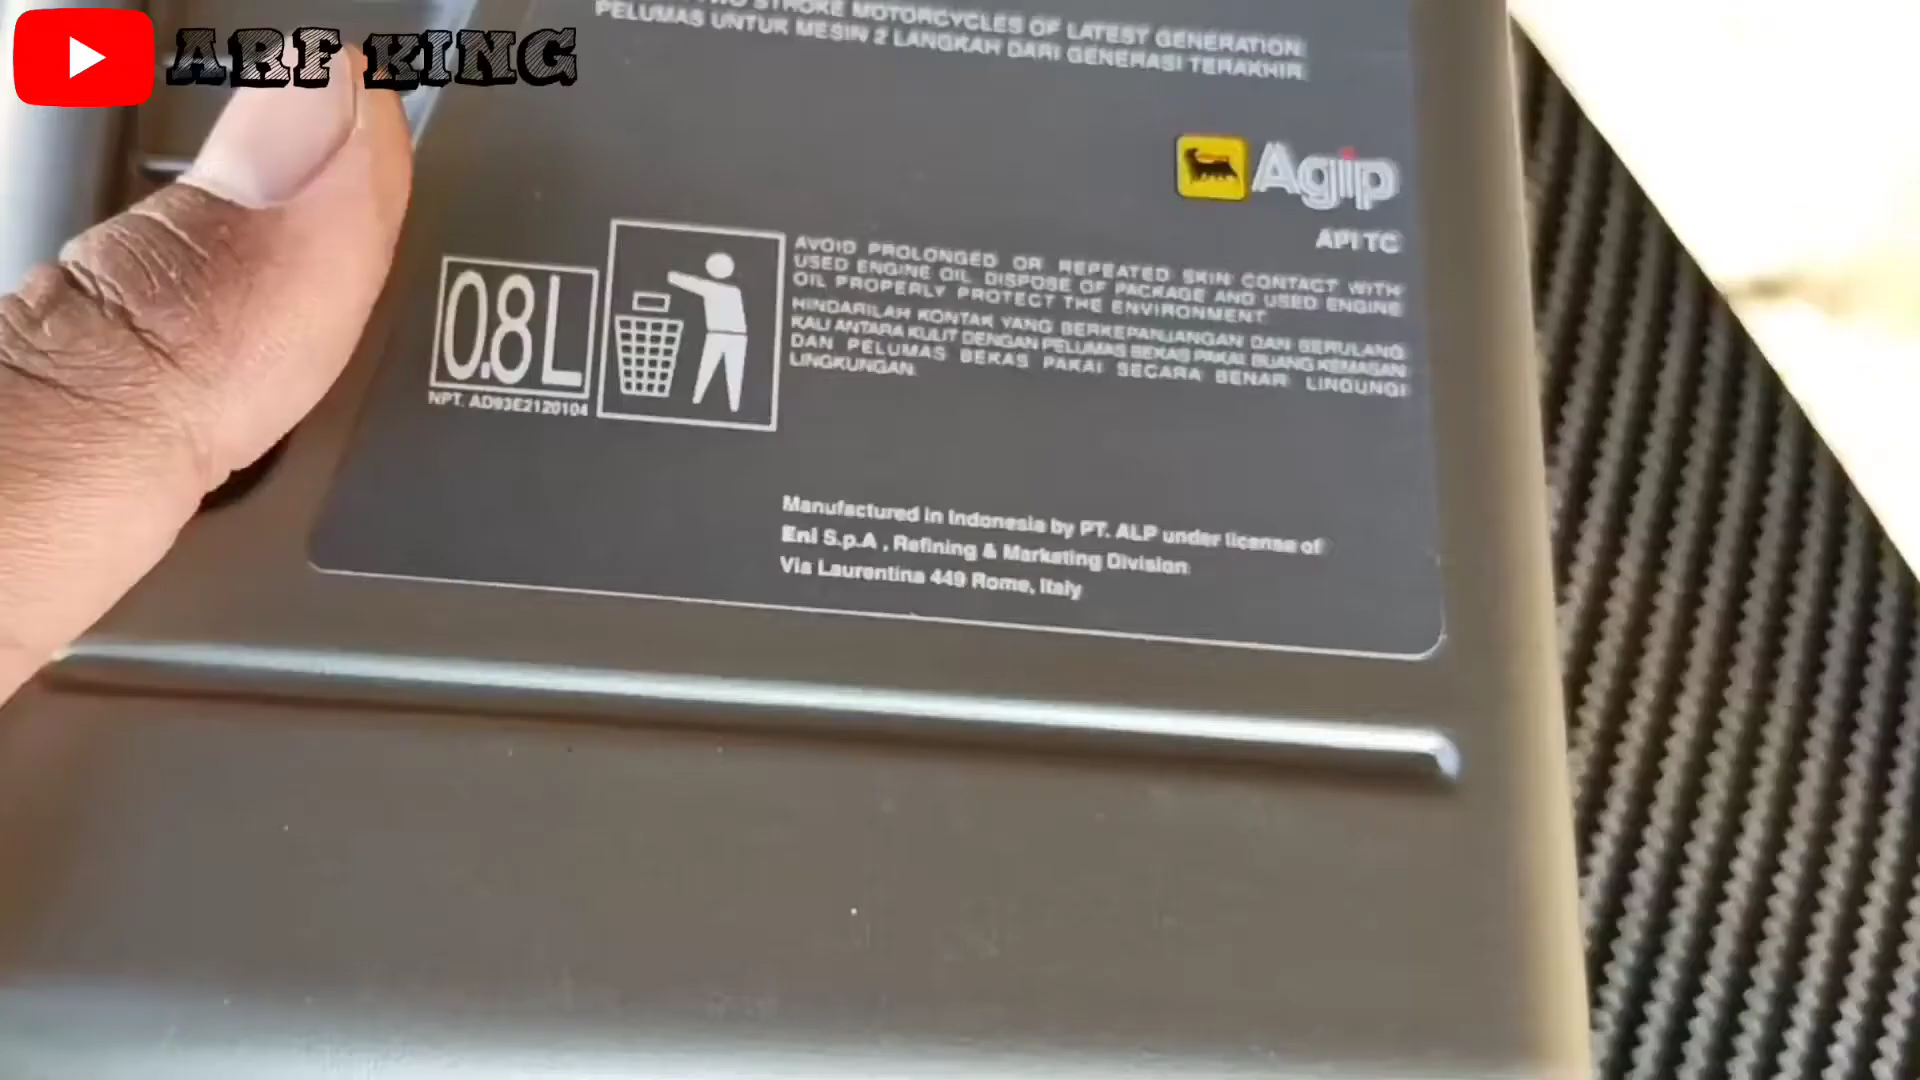 ARF KING
TWO STROKE MOTORCYCLES OF LATEST GENERATION.
PELUMAS UNTUK MESIN 2 LANGKAH DARI GENERASI TERAKHIR.
Agip
API TC
0.8 L
NPT. AD93E2120104
AVOID PROLONGED OR REPEATED SKIN CONTACT WITH
USED ENGINE OIL. DISPOSE OF PACKAGE AND USED ENGINE
OIL PROPERLY PROTECT THE ENVIRONMENT.
HINDARILAH KONTAK YANG BERKEPANJANGAN DAN BERULANG
KALI ANTARA KULIT DENGAN PELUMAS BEKAS PAKAI. BUANG KEMASAN
DAN PELUMAS BEKAS PAKAI SECARA BENAR LINDUNGI
LINGKUNGAN.
Manufactured in Indonesia by PT. ALP under license of
Eni S.p.A , Refining & Marketing Division
Via Laurentina 449 Rome, Italy